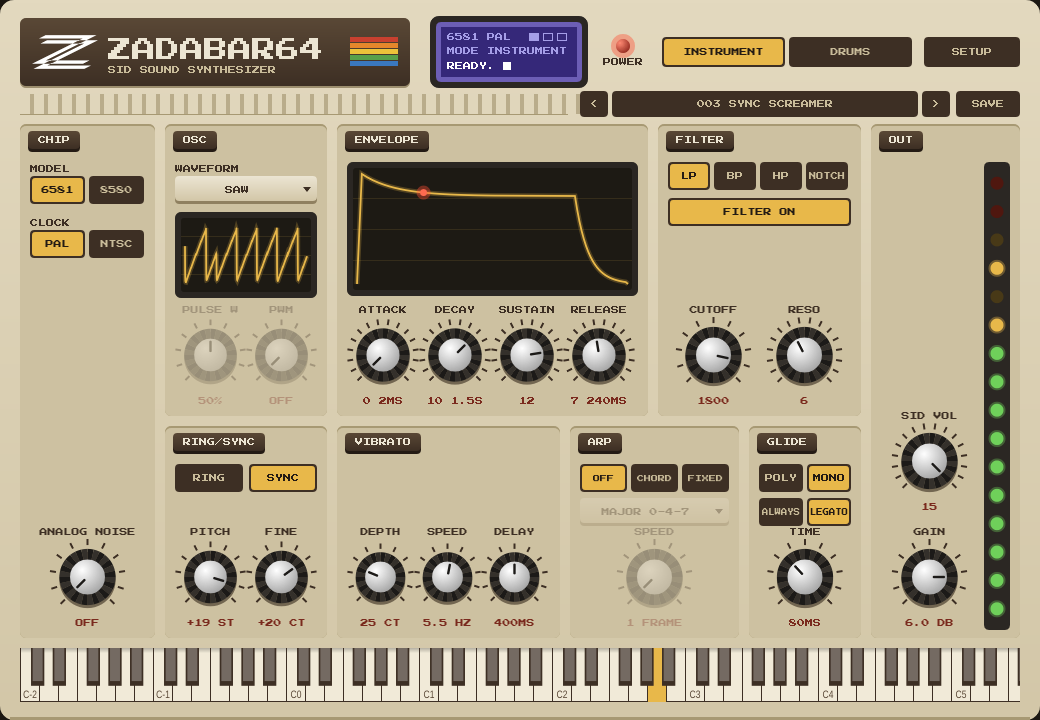 ZADABAR64
SID SOUND SYNTHESIZER
6581 PAL
MODE INSTRUMENT
READY.
POWER
INSTRUMENT
DRUMS
SETUP
<
003 SYNC SCREAMER
>
SAVE
CHIP
MODEL
6581
8580
CLOCK
PAL
NTSC
ANALOG NOISE
OFF
OSC
WAVEFORM
SAW
PULSE W
PWM
50%
OFF
ENVELOPE
ATTACK
DECAY
SUSTAIN
RELEASE
0 2MS
10 1.5S
12
7 240MS
FILTER
LP
BP
HP
NOTCH
FILTER ON
CUTOFF
RESO
1800
6
OUT
SID VOL
15
GAIN
6.0 DB
RING/SYNC
RING
SYNC
PITCH
FINE
+19 ST
+20 CT
VIBRATO
DEPTH
SPEED
DELAY
25 CT
5.5 HZ
400MS
ARP
OFF
CHORD
FIXED
MAJOR 0-4-7
SPEED
1 FRAME
GLIDE
POLY
MONO
ALWAYS
LEGATO
TIME
80MS
C-2
C-1
C0
C1
C2
C3
C4
C5